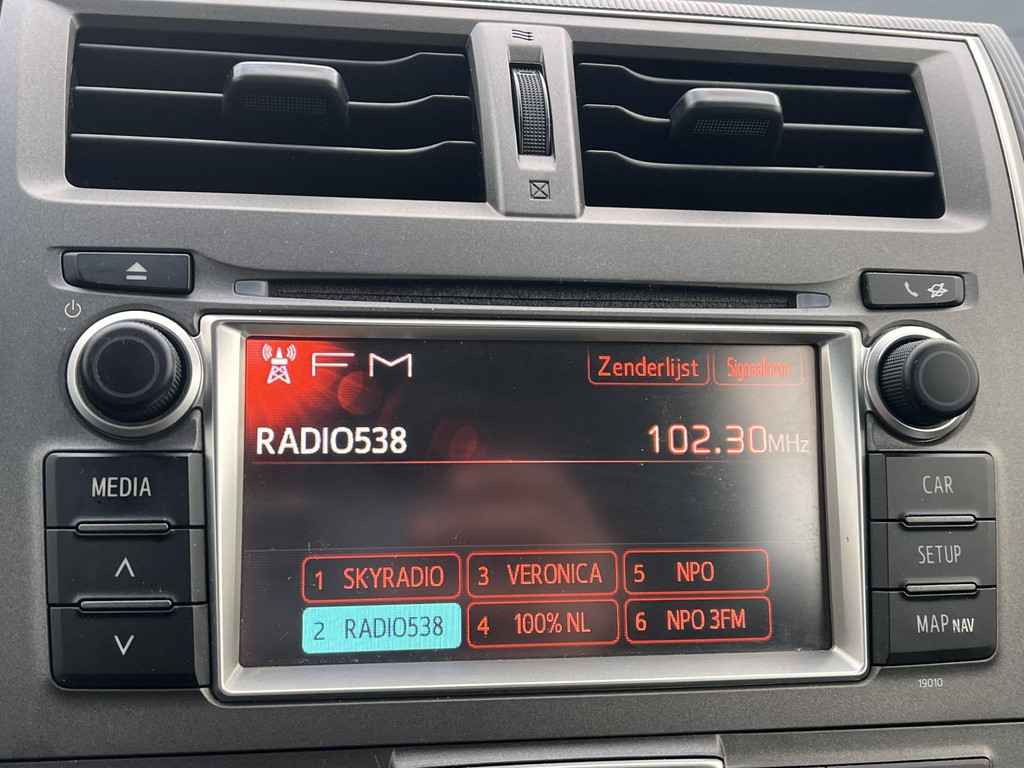 FM
Zenderlijst
RADIO538
102.30MHz
MEDIA
CAR
SETUP
MAP NAV
1 SKYRADIO
3 VERONICA
5 NPO
2 RADIO538
4 100% NL
6 NPO 3FM
19010